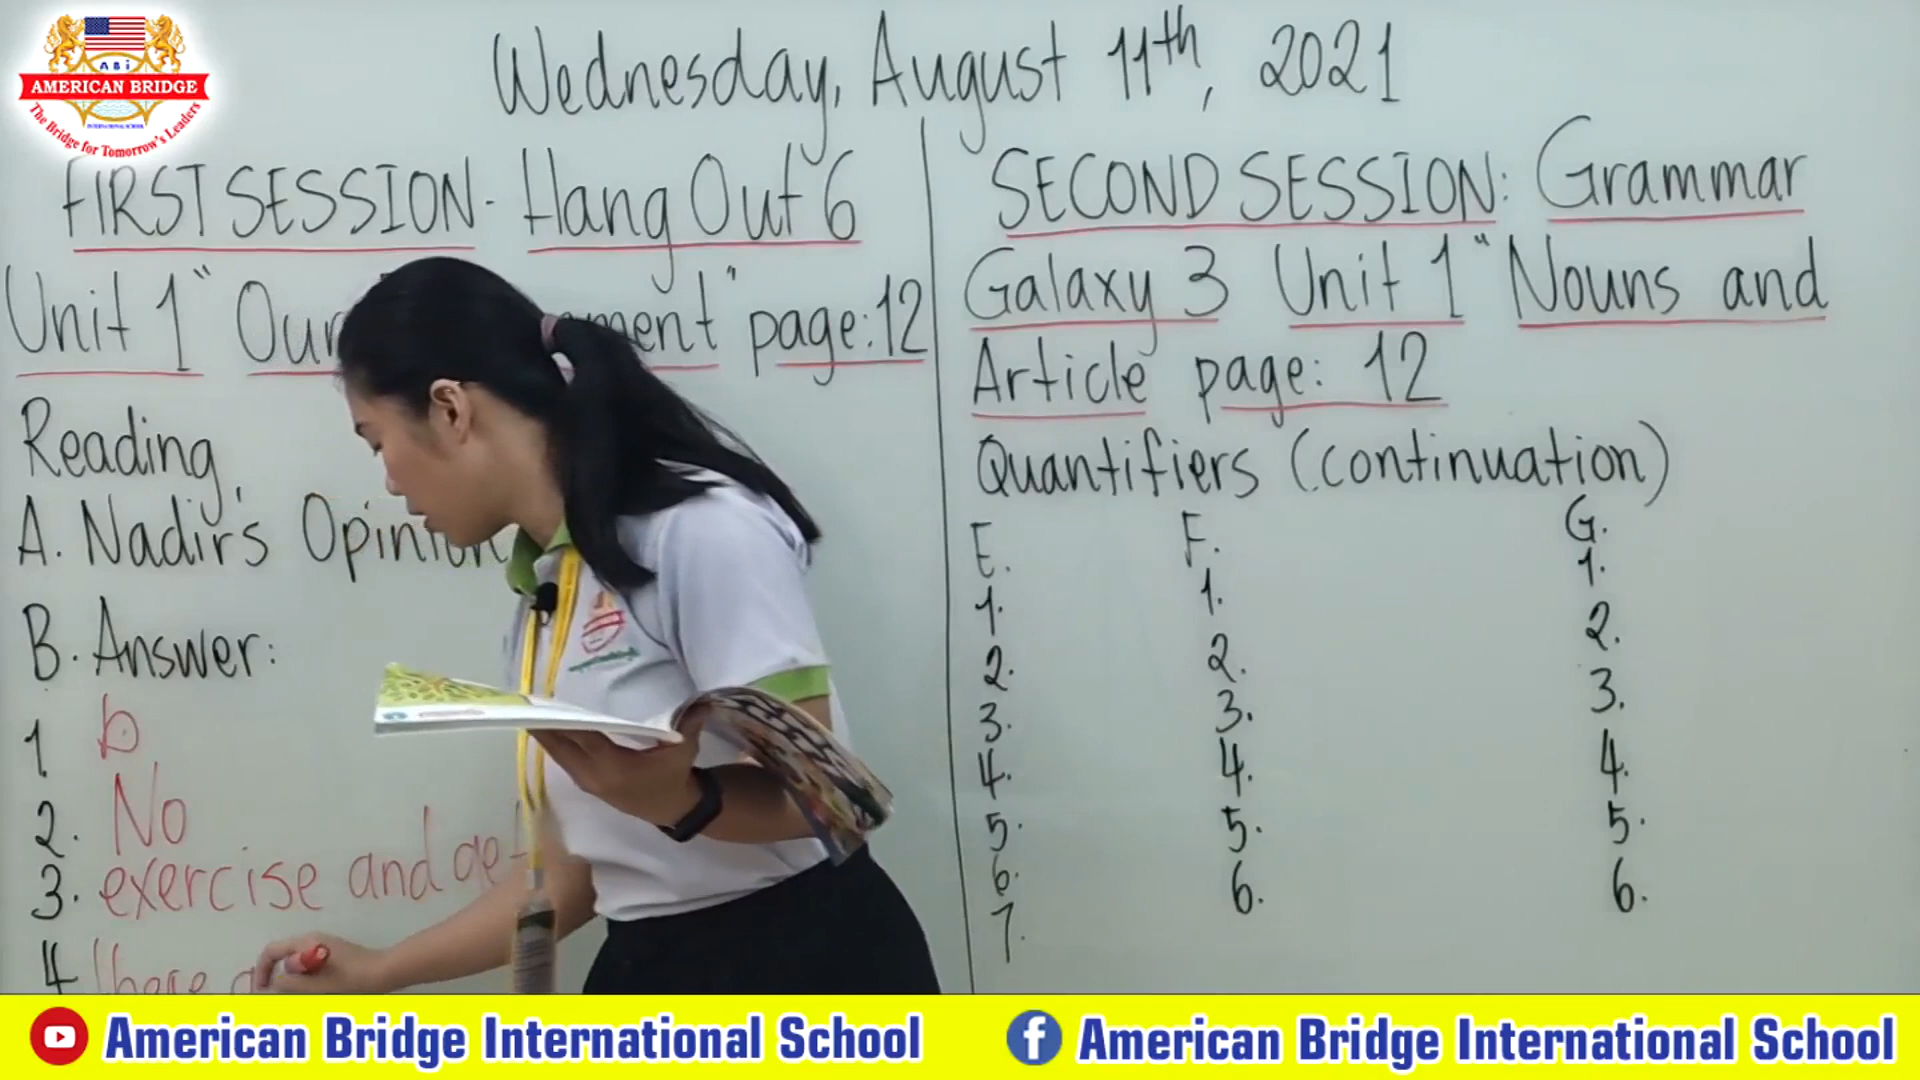 AMERICAN BRIDGE
The Bridge for Tomorrow's Leaders
Wednesday, August 11th, 2021
FIRST SESSION- Hang Out 6
Unit 1 " Our ment" page:12
Reading
A. Nadir's Opinion
B. Answer:
1 b
2. No
3. exercise and get
4
SECOND SESSION: Grammar
Galaxy 3 Unit 1 " Nouns and
Article page: 12
Quantifiers (continuation)
E.
1.
2.
3.
4.
5.
6.
7.
F.
1.
2.
3.
4.
5.
6.
G.
1.
2.
3.
4.
5.
6.
American Bridge International School
American Bridge International School